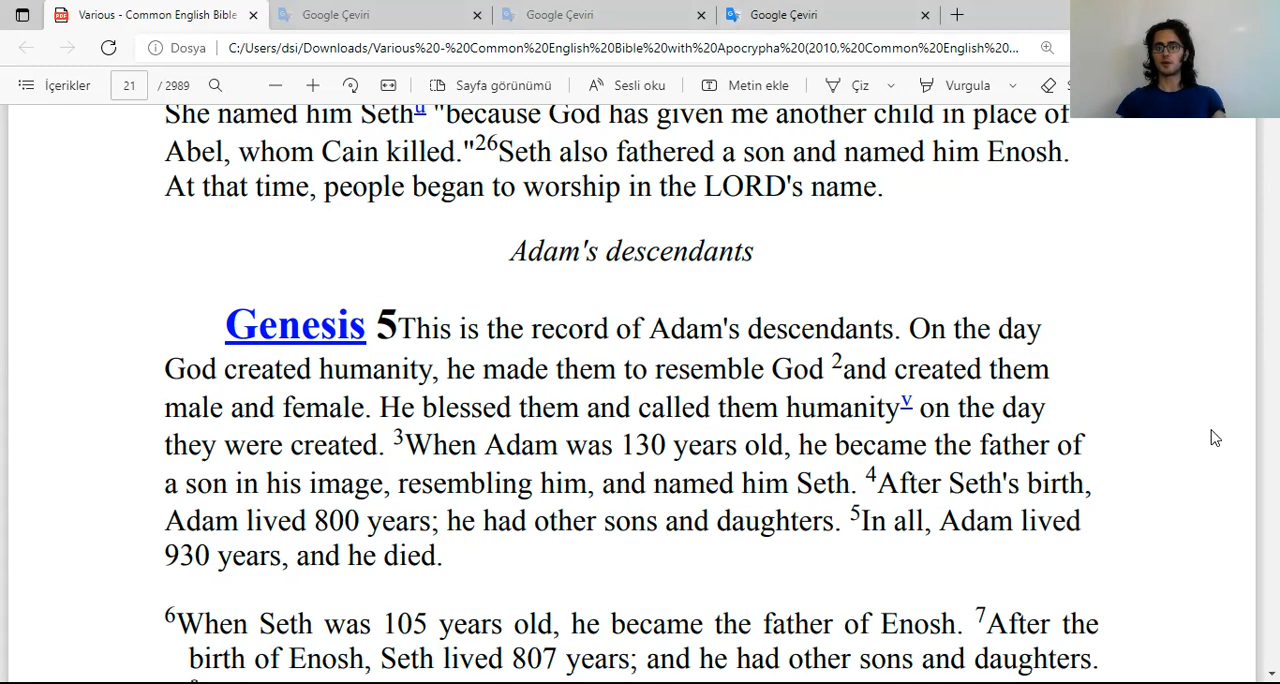 Various - Common English Bible
Google Çeviri
Google Çeviri
Google Çeviri
Dosya
C:/Users/dsi/Downloads/Various%20-%20Common%20English%20Bible%20with%20Apocrypha%20(2010,%20Common%20English%20...
İçerikler
21 / 2989
Sayfa görünümü
Sesli oku
Metin ekle
Çiz
Vurgula
She named him Sethu "because God has given me another child in place of
Abel, whom Cain killed."26Seth also fathered a son and named him Enosh.
At that time, people began to worship in the LORD's name.
Adam's descendants
Genesis 5This is the record of Adam's descendants. On the day
God created humanity, he made them to resemble God 2and created them
male and female. He blessed them and called them humanityv on the day
they were created. 3When Adam was 130 years old, he became the father of
a son in his image, resembling him, and named him Seth. 4After Seth's birth,
Adam lived 800 years; he had other sons and daughters. 5In all, Adam lived
930 years, and he died.
6When Seth was 105 years old, he became the father of Enosh. 7After the
birth of Enosh, Seth lived 807 years; and he had other sons and daughters.